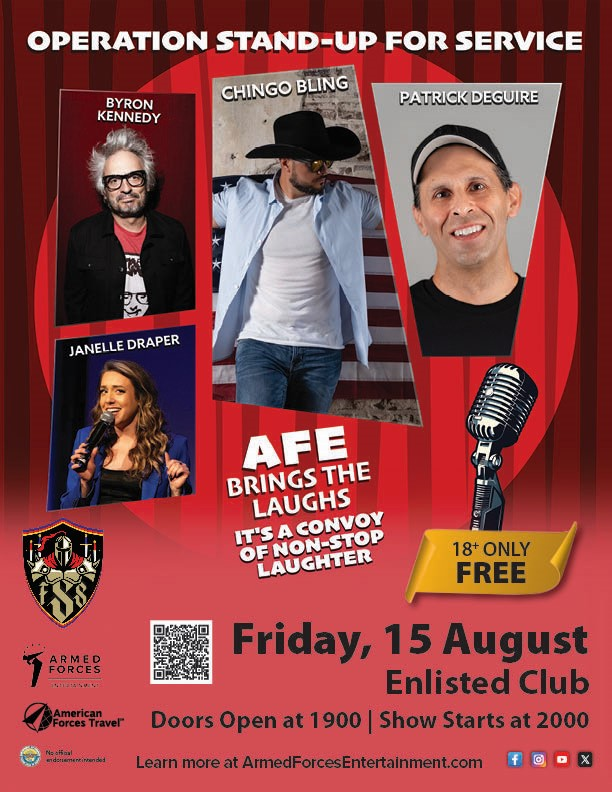 OPERATION STAND-UP FOR SERVICE
BYRON
KENNEDY
CHINGO BLING
PATRICK DEGUIRE
JANELLE DRAPER
AFE
BRINGS THE
LAUGHS
IT'S A CONVOY
OF NON-STOP
LAUGHTER
18+ ONLY
FREE
Friday, 15 August
Enlisted Club
Doors Open at 1900 | Show Starts at 2000
ARMED
FORCES
ENTERTAINMENT
American
Forces Travel
No official
endorsement intended
Learn more at ArmedForcesEntertainment.com